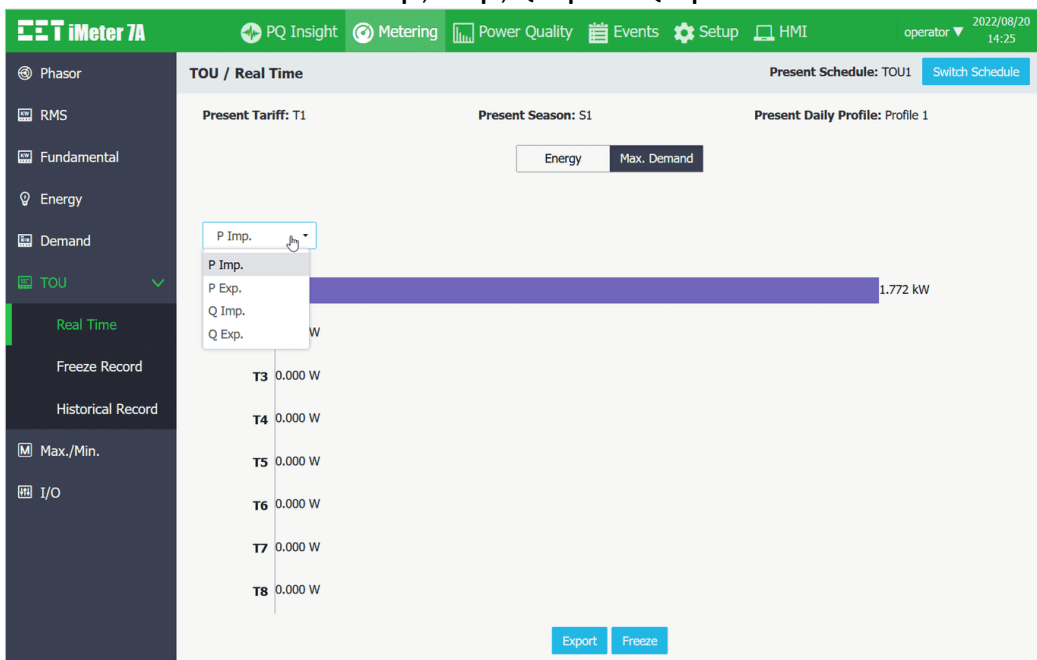 CET iMeter 7A
PQ Insight Metering Power Quality Events Setup HMI operator 2022/08/20 14:25
Phasor
RMS
Fundamental
Energy
Demand
TOU
Real Time
Freeze Record
Historical Record
Max./Min.
I/O
TOU / Real Time Present Schedule: TOU1 Switch Schedule
Present Tariff: T1 Present Season: S1 Present Daily Profile: Profile 1
Energy Max. Demand
P Imp.
P Imp.
P Exp.
Q Imp.
Q Exp.
1.772 kW
W
T3 0.000 W
T4 0.000 W
T5 0.000 W
T6 0.000 W
T7 0.000 W
T8 0.000 W
Export Freeze